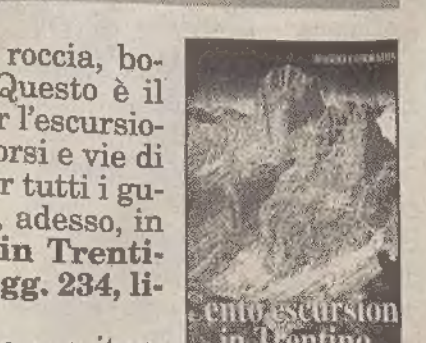 roccia, bo-
Questo è il
r l'escursio-
orsi e vie di
r tutti i gu-
adesso, in
in Trenti-
gg. 234, li-
cento escursion
in Trentino